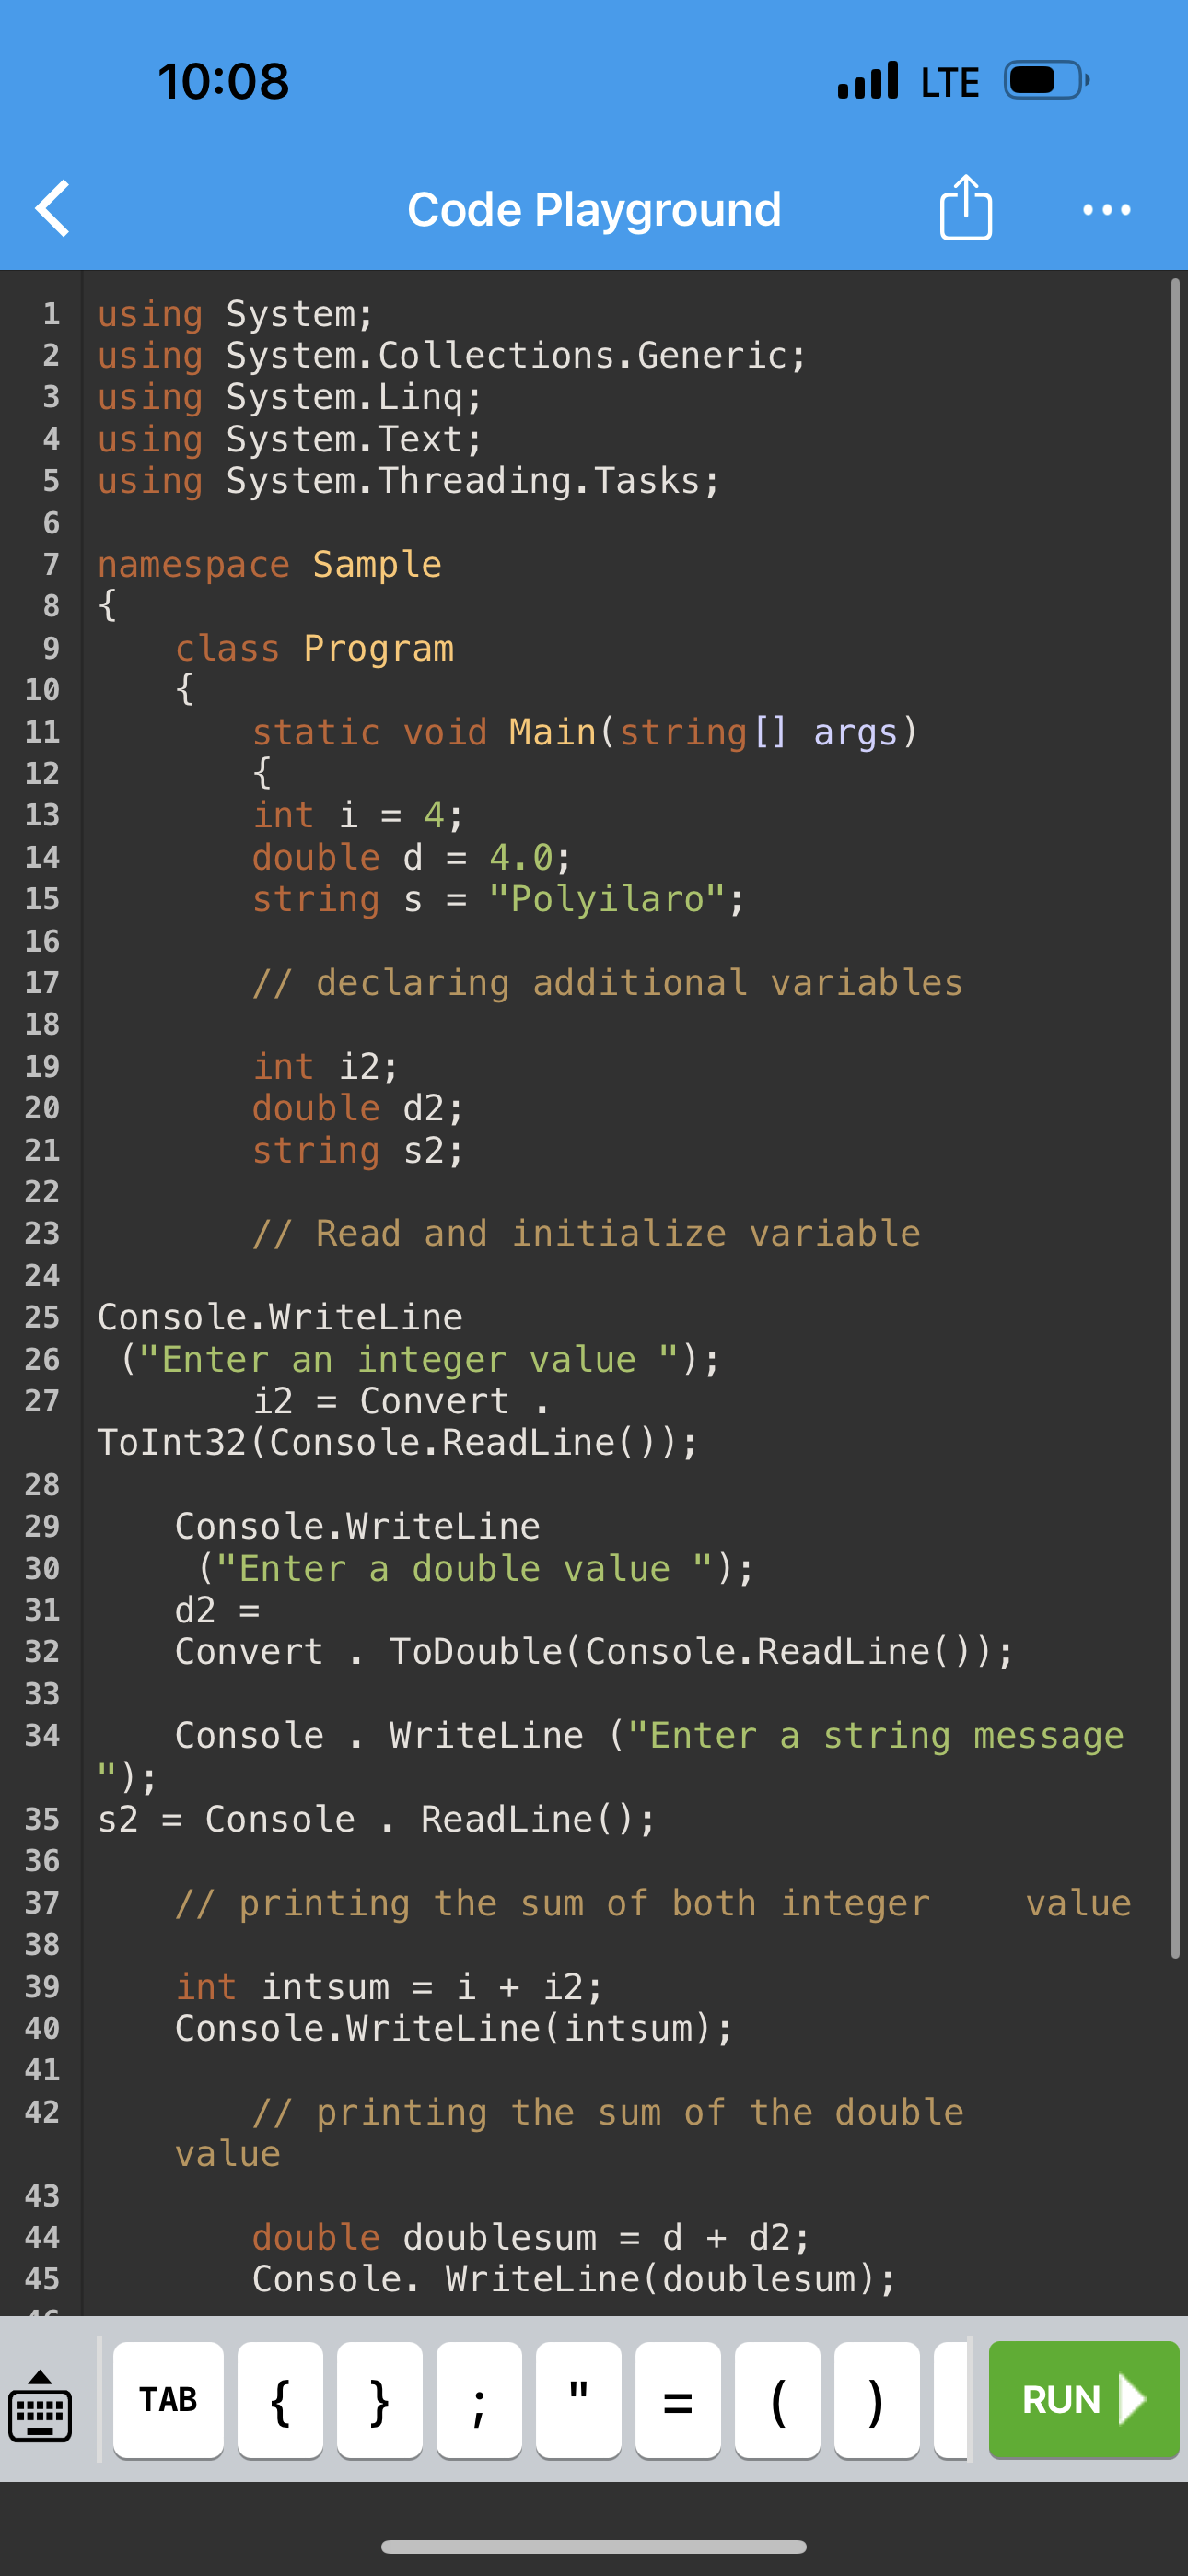 10:08 LTE
Code Playground
1 using System;
2 using System.Collections.Generic;
3 using System.Linq;
4 using System.Text;
5 using System.Threading.Tasks;
6
7 namespace Sample
8 {
9 class Program
10 {
11 static void Main(string[] args)
12 {
13 int i = 4;
14 double d = 4.0;
15 string s = "Polyilaro";
16
17 // declaring additional variables
18
19 int i2;
20 double d2;
21 string s2;
22
23 // Read and initialize variable
24
25 Console.WriteLine
26 ("Enter an integer value ");
27 i2 = Convert .
ToInt32(Console.ReadLine());
28
29 Console.WriteLine
30 ("Enter a double value ");
31 d2 =
32 Convert . ToDouble(Console.ReadLine());
33
34 Console . WriteLine ("Enter a string message
");
35 s2 = Console . ReadLine();
36
37 // printing the sum of both integer value
38
39 int intsum = i + i2;
40 Console.WriteLine(intsum);
41
42 // printing the sum of the double
value
43
44 double doublesum = d + d2;
45 Console. WriteLine(doublesum);
46
TAB { } ; " = ( ) RUN